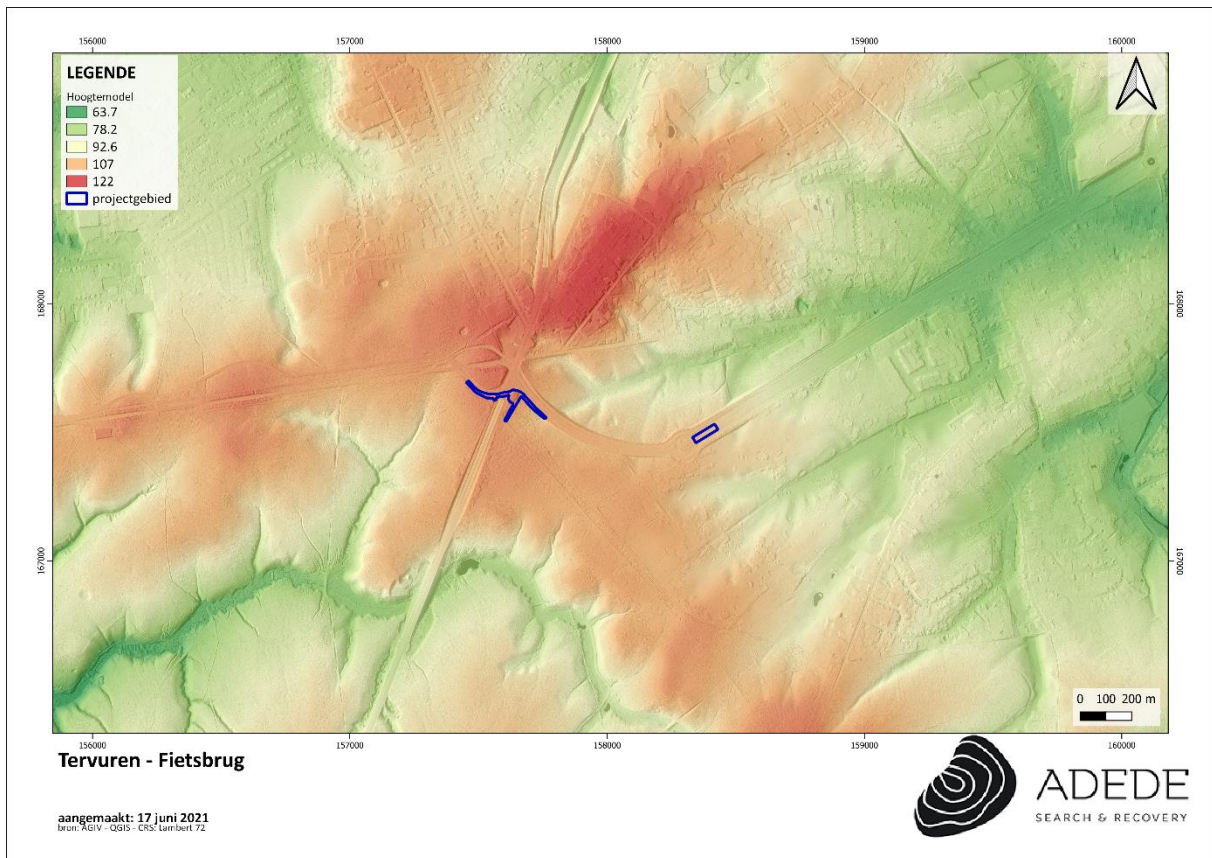 156000 157000 158000 159000 160000
LEGENDE
Hoogtemodel
63.7
78.2
92.6
107
122
projectgebied
168000 168000
167000 167000
0 100 200 m
156000 157000 158000 159000 160000
Tervuren - Fietsbrug
aangemaakt: 17 juni 2021
bron: AGIV - QGIS - CRS: Lambert 72
ADEDE
SEARCH & RECOVERY